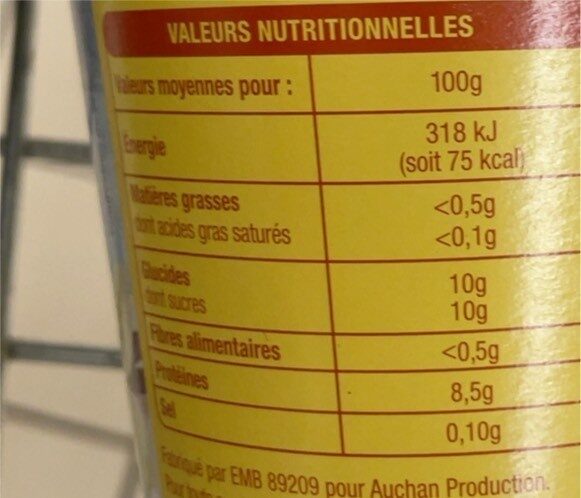 VALEURS NUTRITIONNELLES
Valeurs moyennes pour : 100g
Energie 318 kJ
(soit 75 kcal)
Matières grasses <0,5g
dont acides gras saturés <0,1g
Glucides 10g
dont sucres 10g
Fibres alimentaires <0,5g
Protéines 8,5g
Sel 0,10g
Fabriqué par EMB 89209 pour Auchan Production.
Pour toute